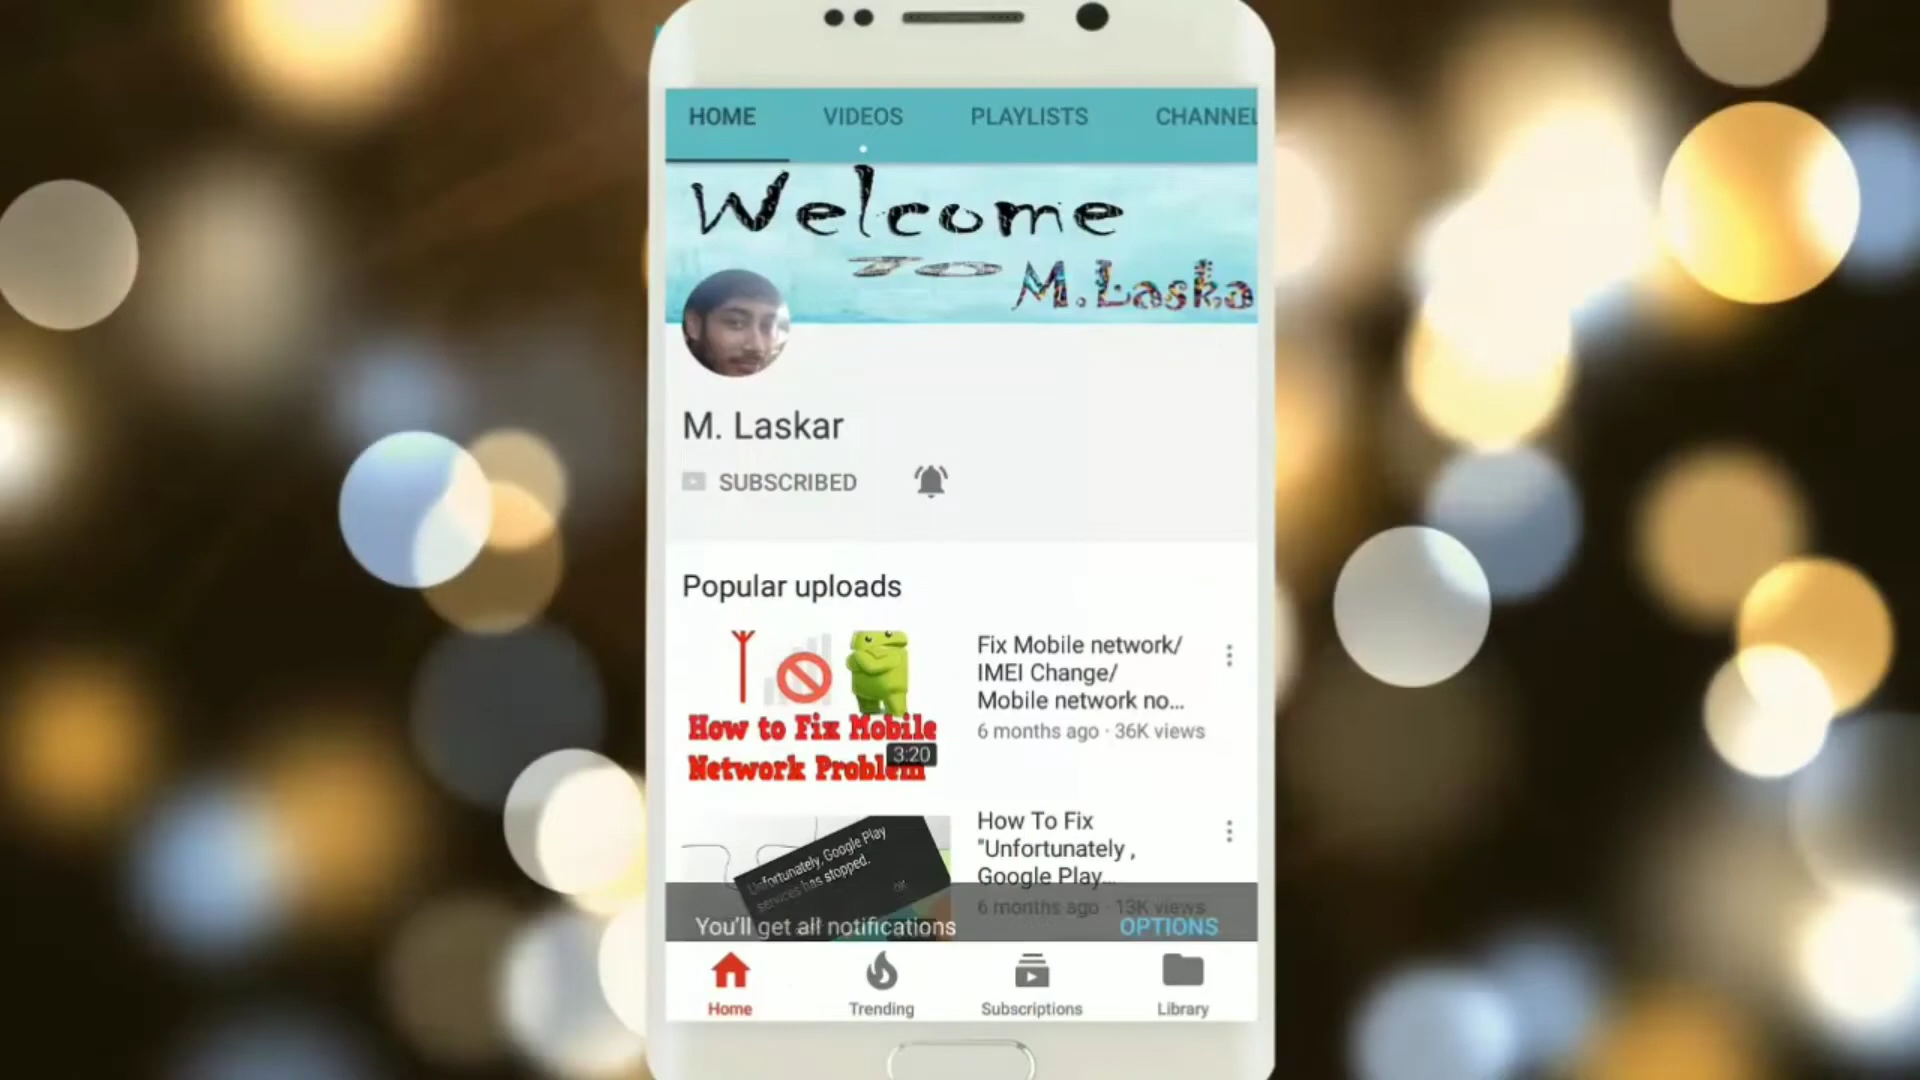 HOME VIDEOS PLAYLISTS CHANNEL
Welcome
TO M.Laska
M. Laskar
SUBSCRIBED
Popular uploads
How to Fix Mobile
Network Problem
3:20
Fix Mobile network/
IMEI Change/
Mobile network no...
6 months ago · 36K views
Unfortunately, Google Play
services has stopped.
OK
How To Fix
"Unfortunately ,
Google Play...
6 months ago · 13K views
You'll get all notifications OPTIONS
Home Trending Subscriptions Library